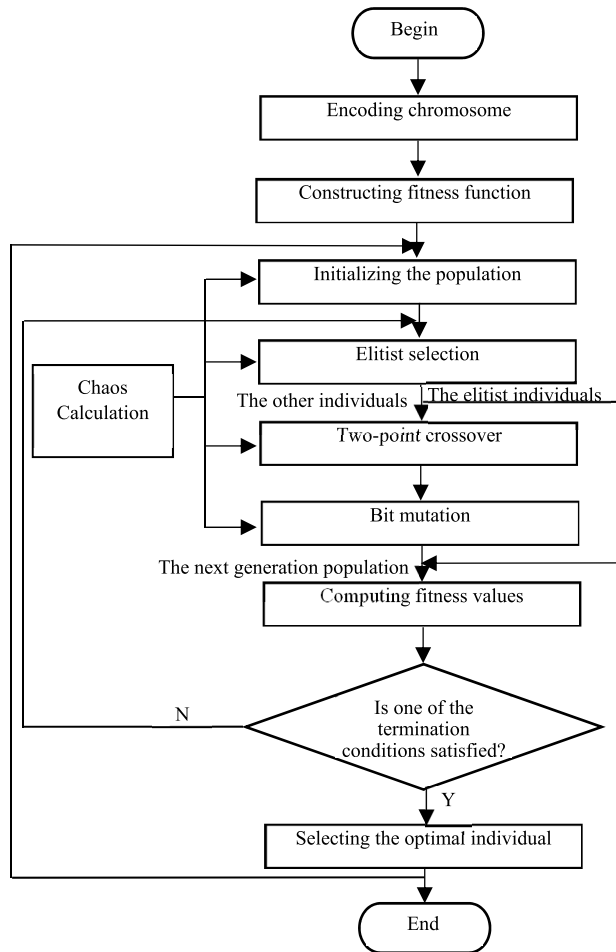 Begin
Encoding chromosome
Constructing fitness function
Initializing the population
Elitist selection
Chaos
Calculation
The other individuals
The elitist individuals
Two-point crossover
Bit mutation
The next generation population
Computing fitness values
N
Is one of the
termination
conditions satisfied?
Y
Selecting the optimal individual
End